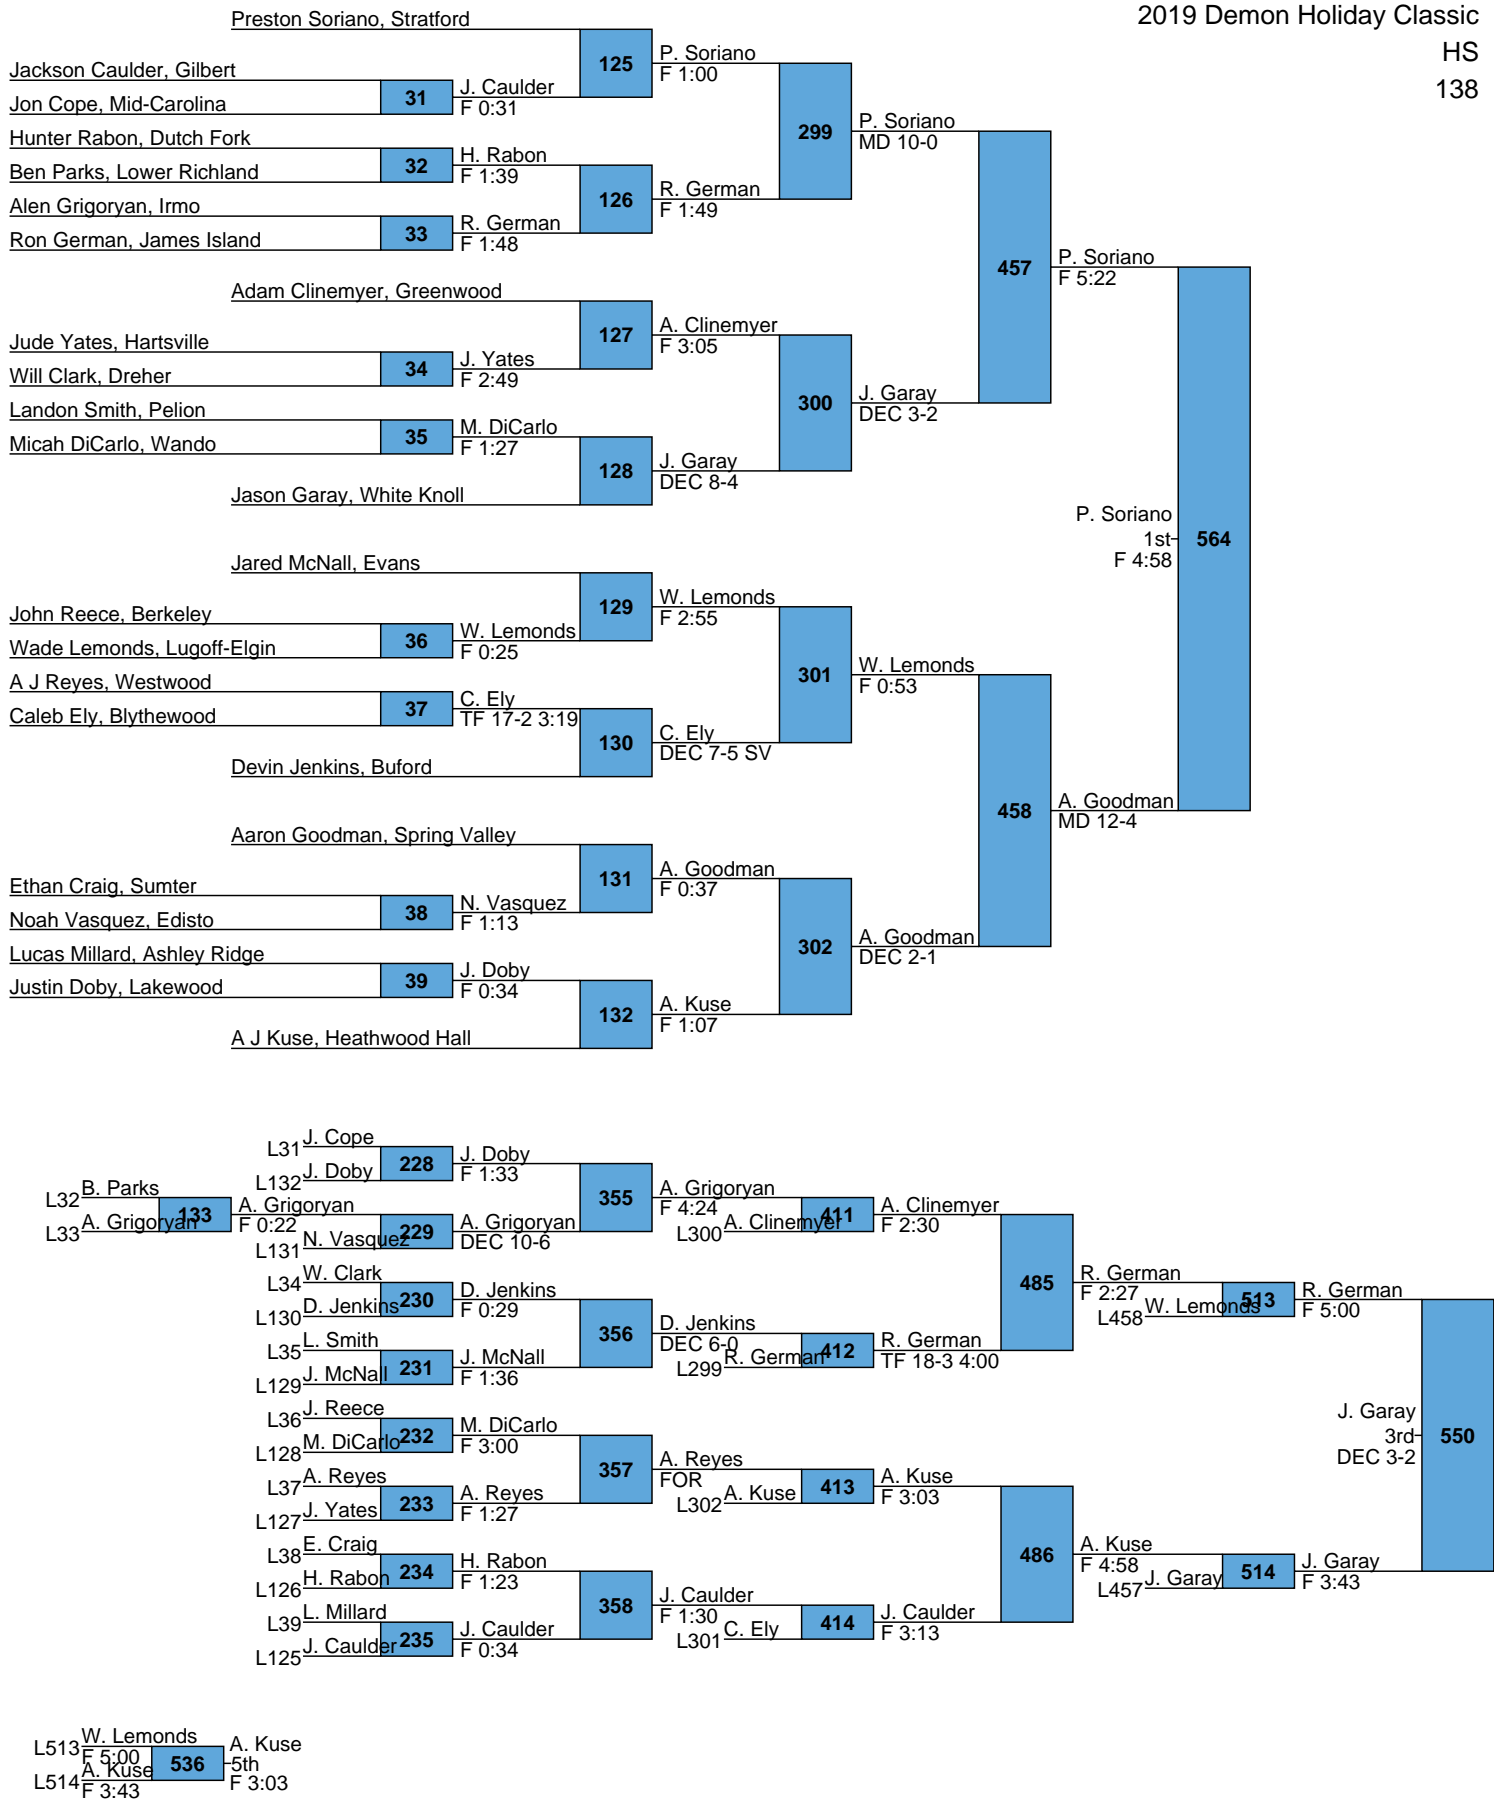 2019 Demon Holiday Classic
HS
138
Preston Soriano, Stratford
125
P. Soriano
F 1:00
Jackson Caulder, Gilbert
31
J. Caulder
F 0:31
Jon Cope, Mid-Carolina
299
P. Soriano
MD 10-0
Hunter Rabon, Dutch Fork
32
H. Rabon
F 1:39
Ben Parks, Lower Richland
126
R. German
F 1:49
Alen Grigoryan, Irmo
33
R. German
F 1:48
Ron German, James Island
457
P. Soriano
F 5:22
Adam Clinemyer, Greenwood
127
A. Clinemyer
F 3:05
Jude Yates, Hartsville
34
J. Yates
F 2:49
Will Clark, Dreher
300
J. Garay
DEC 3-2
Landon Smith, Pelion
35
M. DiCarlo
F 1:27
Micah DiCarlo, Wando
128
J. Garay
DEC 8-4
Jason Garay, White Knoll
P. Soriano
1st
F 4:58
564
Jared McNall, Evans
129
W. Lemonds
F 2:55
John Reece, Berkeley
36
W. Lemonds
F 0:25
Wade Lemonds, Lugoff-Elgin
301
W. Lemonds
F 0:53
A J Reyes, Westwood
37
C. Ely
TF 17-2 3:19
Caleb Ely, Blythewood
130
C. Ely
DEC 7-5 SV
Devin Jenkins, Buford
458
A. Goodman
MD 12-4
Aaron Goodman, Spring Valley
131
A. Goodman
F 0:37
Ethan Craig, Sumter
38
N. Vasquez
F 1:13
Noah Vasquez, Edisto
302
A. Goodman
DEC 2-1
Lucas Millard, Ashley Ridge
39
J. Doby
F 0:34
Justin Doby, Lakewood
132
A. Kuse
F 1:07
A J Kuse, Heathwood Hall
L31
J. Cope
228
J. Doby
F 1:33
L132
J. Doby
355
A. Grigoryan
F 4:24
L32
B. Parks
133
A. Grigoryan
F 0:22
L33
A. Grigoryan
229
A. Grigoryan
DEC 10-6
L131
N. Vasquez
411
A. Clinemyer
F 2:30
L300
A. Clinemyer
L34
W. Clark
230
D. Jenkins
F 0:29
L130
D. Jenkins
356
D. Jenkins
DEC 6-0
L35
L. Smith
231
J. McNall
F 1:36
L129
J. McNall
412
R. German
TF 18-3 4:00
L299
R. German
485
R. German
F 2:27
513
R. German
F 5:00
L458
W. Lemonds
L36
J. Reece
232
M. DiCarlo
F 3:00
L128
M. DiCarlo
357
A. Reyes
FOR
L37
A. Reyes
233
A. Reyes
F 1:27
L127
J. Yates
413
A. Kuse
F 3:03
L302
A. Kuse
J. Garay
3rd
DEC 3-2
550
L38
E. Craig
234
H. Rabon
F 1:23
L126
H. Rabon
358
J. Caulder
F 1:30
L39
L. Millard
235
J. Caulder
F 0:34
L125
J. Caulder
414
J. Caulder
F 3:13
L301
C. Ely
486
A. Kuse
F 4:58
514
J. Garay
F 3:43
L457
J. Garay
L513
W. Lemonds
F 5:00
536
A. Kuse
5th
F 3:03
L514
A. Kuse
F 3:43